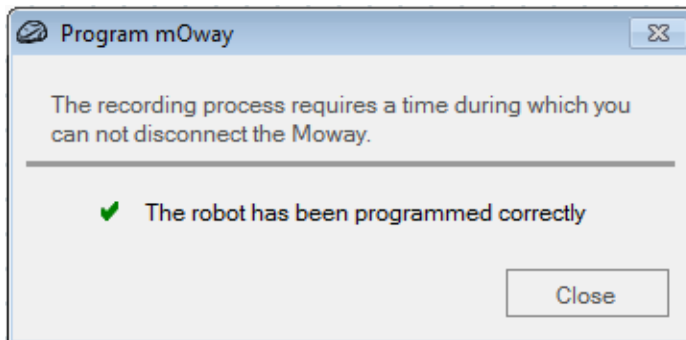 Program mOway
The recording process requires a time during which you
can not disconnect the Moway.
The robot has been programmed correctly
Close